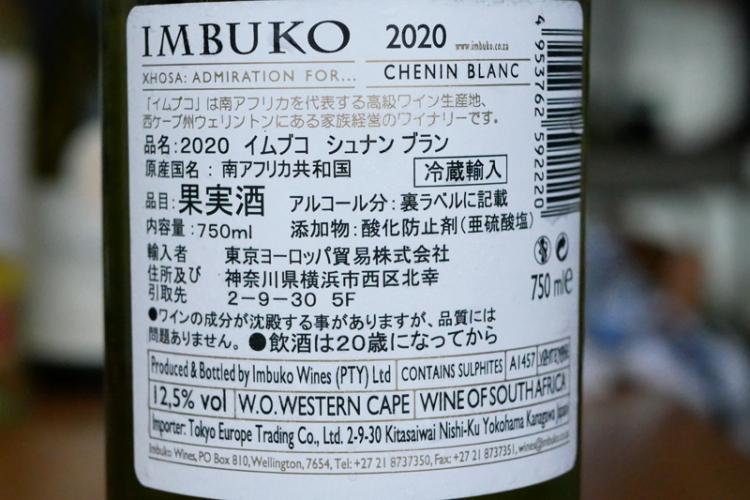 IMBUKO 2020 www.imbuko.co.za
XHOSA: ADMIRATION FOR... CHENIN BLANC
「イムブコ」は南アフリカを代表する高級ワイン生産地、
西ケープ州ウェリントンにある家族経営のワイナリーです。
品名:2020 イムブコ シュナン ブラン
原産国名:南アフリカ共和国 冷蔵輸入
品目:果実酒 アルコール分:裏ラベルに記載
内容量:750ml 添加物:酸化防止剤(亜硫酸塩)
輸入者 東京ヨーロッパ貿易株式会社
住所及び 神奈川県横浜市西区北幸
引取先 2-9-30 5F
750 ml e
●ワインの成分が沈殿する事がありますが、品質には
問題ありません。●飲酒は20歳になってから
Produced & Bottled by Imbuko Wines (PTY) Ltd CONTAINS SULPHITES A1457
12,5% vol W.O. WESTERN CAPE WINE OF SOUTH AFRICA
Importer: Tokyo Europe Trading Co., Ltd. 2-9-30 Kitasaiwai Nishi-Ku Yokohama Kanagawa Japan
Imbuko Wines, PO Box 810, Wellington, 7654, Tel: +27 21 8737350, Fax: +27 21 8737351, wines@imbuko.co.za
4 953762 592220